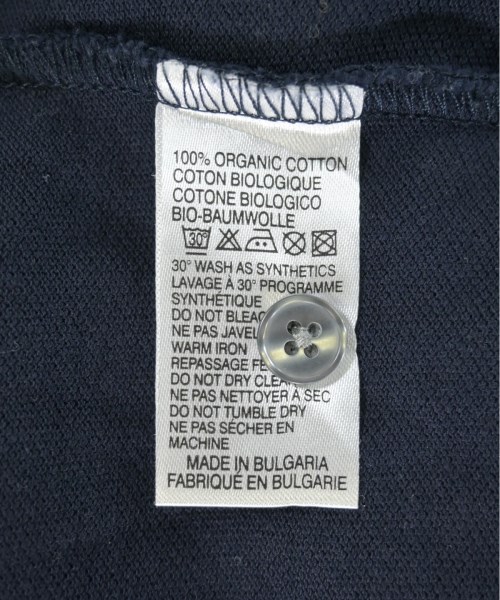 100% ORGANIC COTTON
COTON BIOLOGIQUE
COTONE BIOLOGICO
BIO-BAUMWOLLE
30°
30° WASH AS SYNTHETICS
LAVAGE À 30° PROGRAMME
SYNTHÉTIQUE
DO NOT BLEAC
NE PAS JAVEL
WARM IRON
REPASSAGE FE
DO NOT DRY CLEA
NE PAS NETTOYER À SEC
DO NOT TUMBLE DRY
NE PAS SÉCHER EN
MACHINE
MADE IN BULGARIA
FABRIQUÉ EN BULGARIE